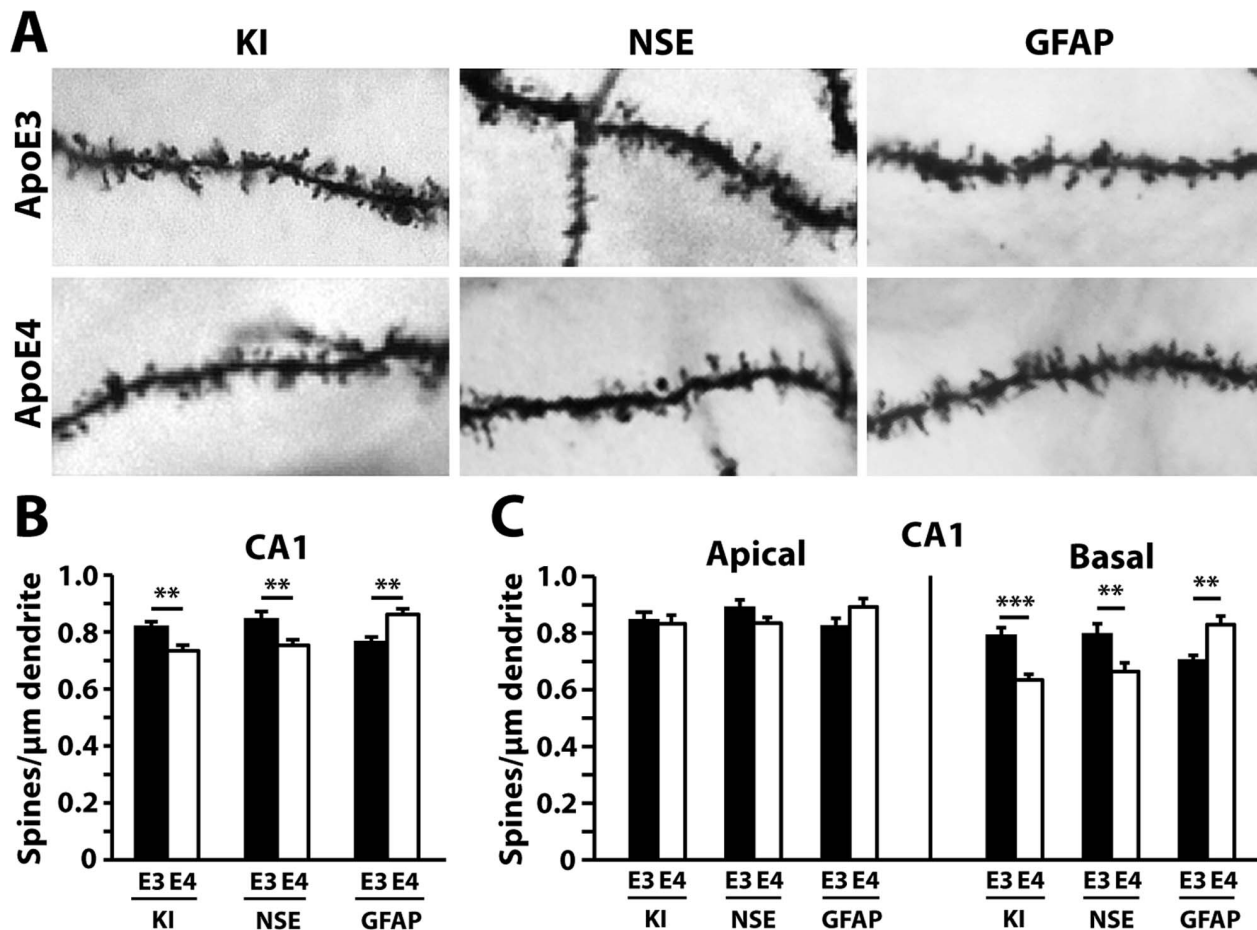 A
KI NSE GFAP
ApoE3
ApoE4
B
CA1
Spines/μm dendrite
1.0
0.8
0.6
0.4
0.2
0
** ** **
E3 E4 E3 E4 E3 E4
KI NSE GFAP
C
CA1
Apical Basal
Spines/μm dendrite
1.0
0.8
0.6
0.4
0.2
0
*** ** **
E3 E4 E3 E4 E3 E4 E3 E4 E3 E4 E3 E4
KI NSE GFAP KI NSE GFAP